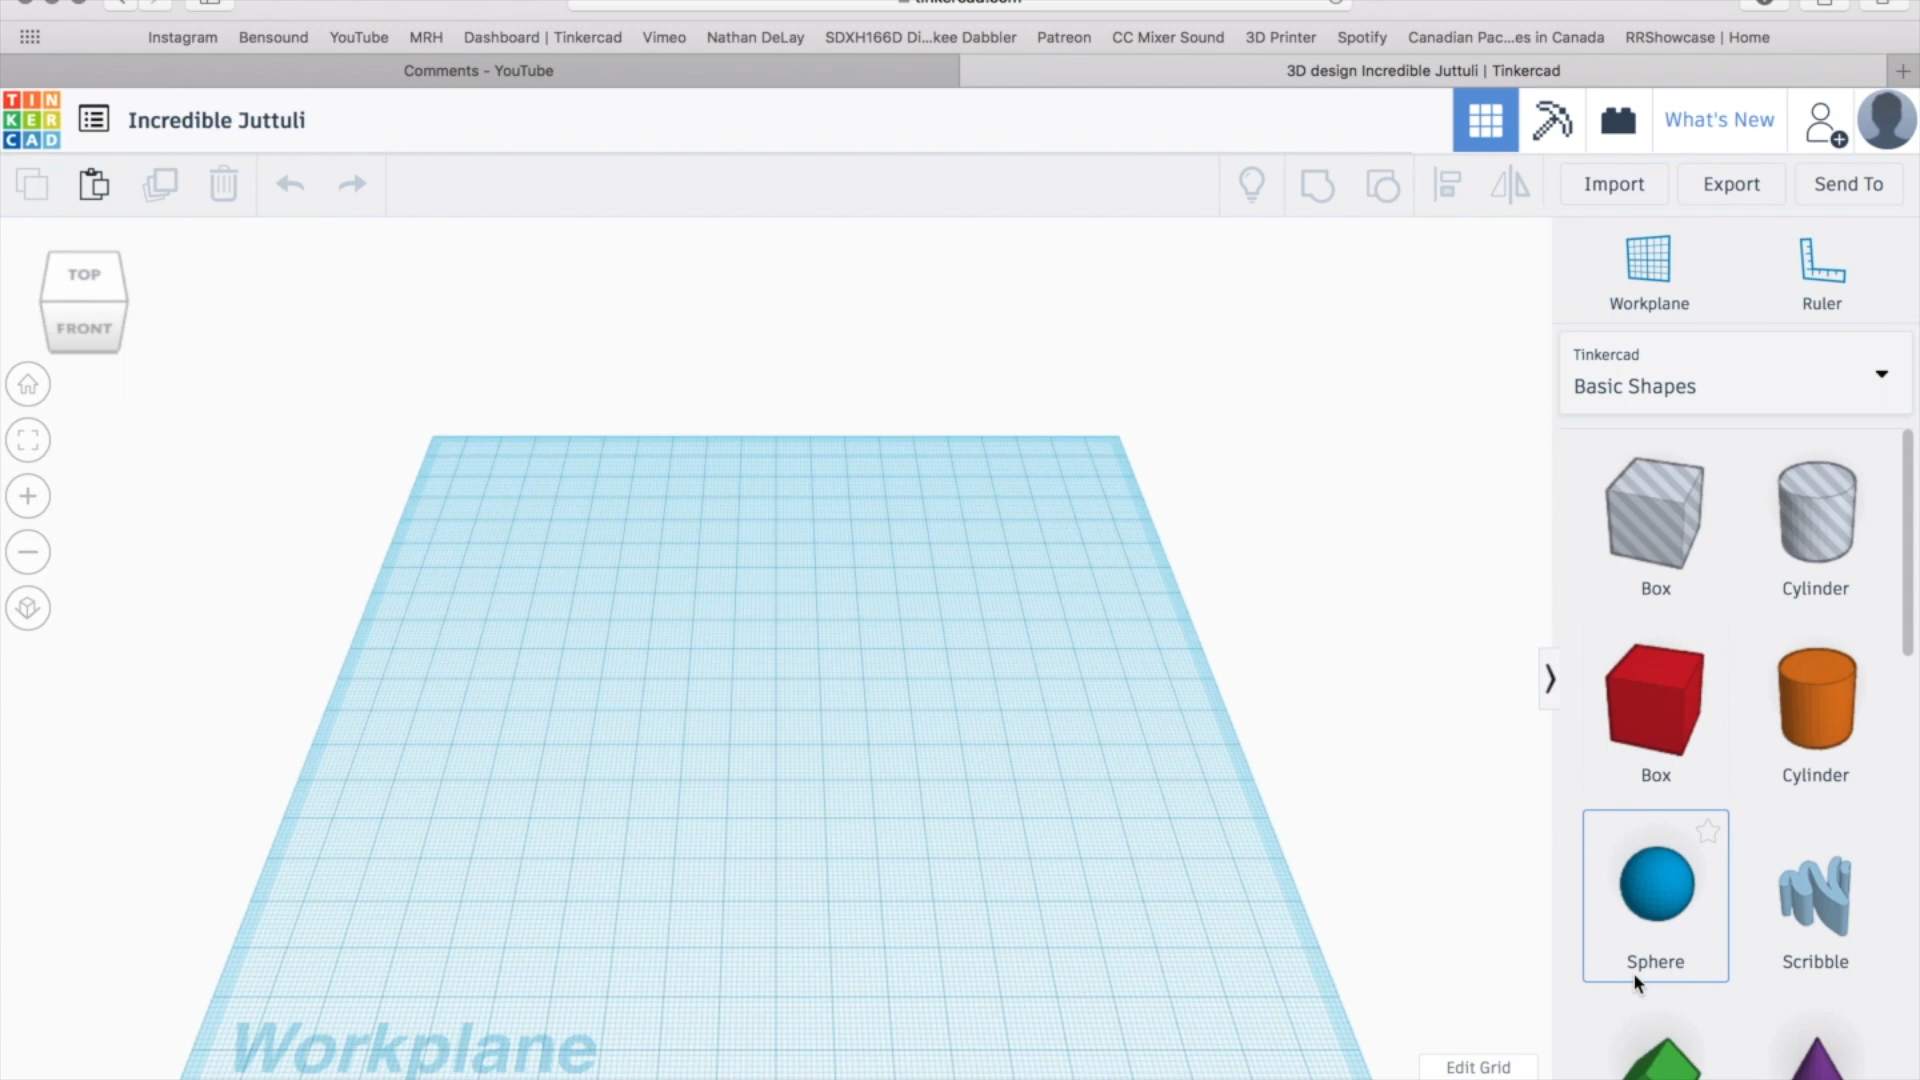 Instagram Bensound YouTube MRH Dashboard | Tinkercad Vimeo Nathan DeLay SDXH166D Di...kee Dabbler Patreon CC Mixer Sound 3D Printer Spotify Canadian Pac...es in Canada RRShowcase | Home
Comments - YouTube 3D design Incredible Juttuli | Tinkercad
TIN
KER
CAD
Incredible Juttuli What's New
Import Export Send To
TOP
FRONT
Workplane Ruler
Tinkercad
Basic Shapes
Box Cylinder
Box Cylinder
Sphere Scribble
Workplane
Edit Grid